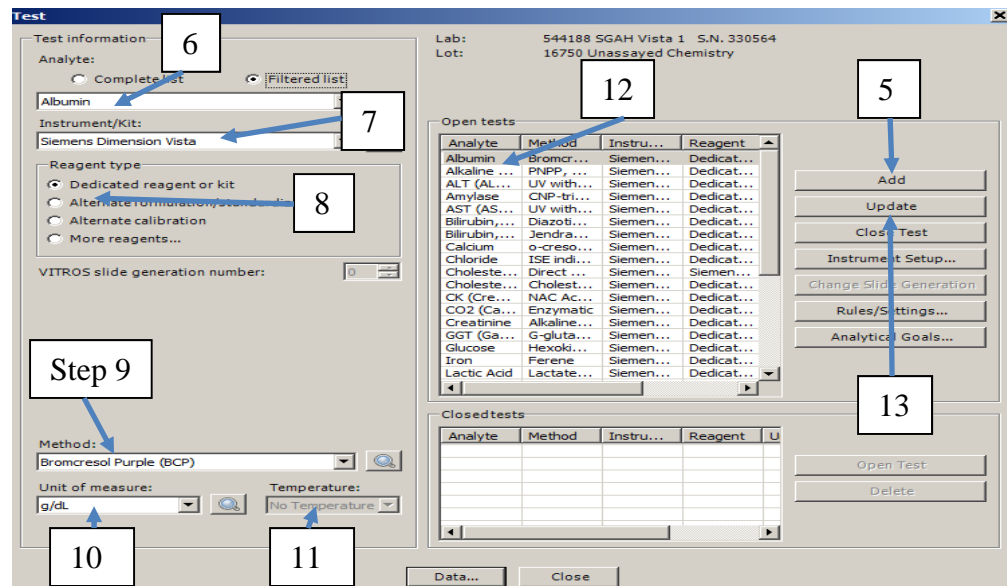 Test
Test information
6
Analyte:
Complete list
Filtered list
Albumin
7
Instrument/Kit:
Siemens Dimension Vista
Reagent type
Dedicated reagent or kit
8
Alternate calibration
More reagents...
VITROS slide generation number:
0
Step 9
Method:
Bromcresol Purple (BCP)
Unit of measure:
Temperature:
g/dL
No Temperature
10
11
Lab: 544188 SGAH Vista 1 S.N. 330564
Lot: 16750 Unassayed Chemistry
12
5
Open tests
Analyte Method Instru... Reagent
Albumin Bromcr... Siemen... Dedicat...
Alkaline ... PNPP, ... Siemen... Dedicat...
ALT (AL... UV with... Siemen... Dedicat...
Amylase CNP-tri... Siemen... Dedicat...
AST (AS... UV with... Siemen... Dedicat...
Bilirubin,... Diazoti... Siemen... Dedicat...
Bilirubin,... Jendra... Siemen... Dedicat...
Calcium o-creso... Siemen... Dedicat...
Chloride ISE indi... Siemen... Dedicat...
Choleste... Direct ... Siemen... Siemen...
Choleste... Cholest... Siemen... Dedicat...
CK (Cre... NAC Ac... Siemen... Dedicat...
CO2 (Ca... Enzymatic Siemen... Dedicat...
Creatinine Alkaline... Siemen... Dedicat...
GGT (Ga... G-gluta... Siemen... Dedicat...
Glucose Hexoki... Siemen... Dedicat...
Iron Ferene Siemen... Dedicat...
Lactic Acid Lactate... Siemen... Dedicat...
Add
Update
Close Test
Instrument Setup...
Change Slide Generation
Rules/Settings...
Analytical Goals...
13
Closed tests
Analyte Method Instru... Reagent U
Open Test
Delete
Data...
Close